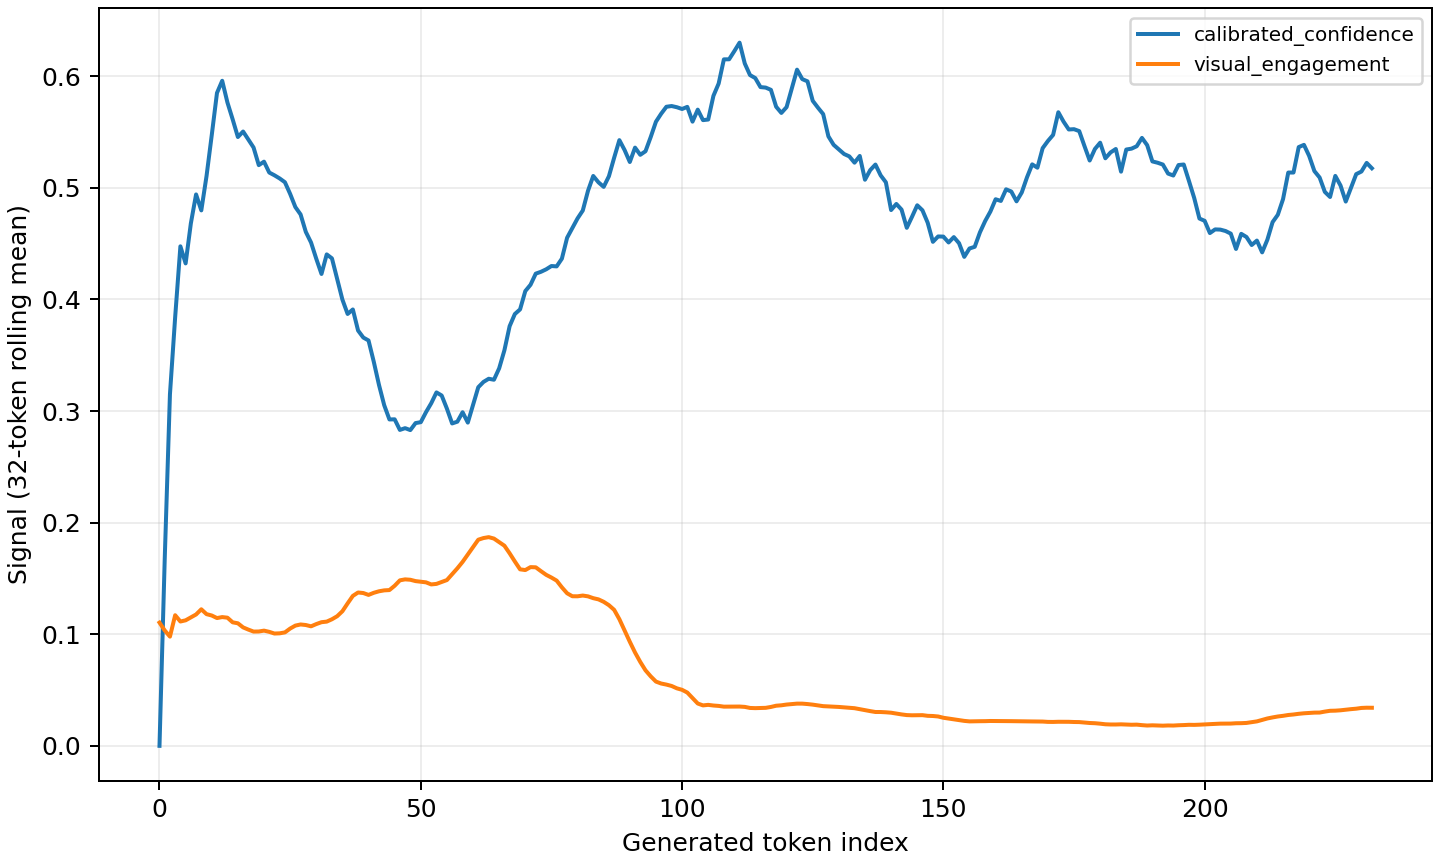 calibrated_confidence
visual_engagement
Signal (32-token rolling mean)
0.6
0.5
0.4
0.3
0.2
0.1
0.0
0 50 100 150 200
Generated token index